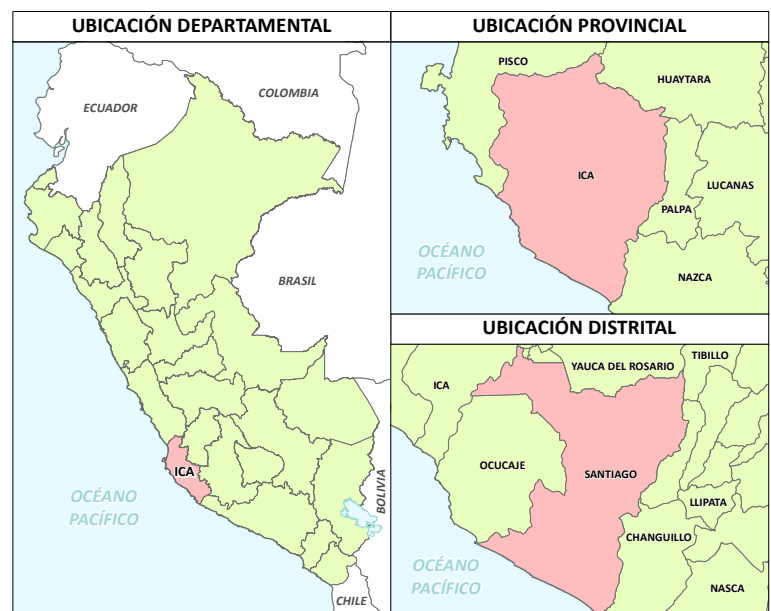 UBICACIÓN DEPARTAMENTAL
ECUADOR
COLOMBIA
BRASIL
ICA
OCÉANO
PACÍFICO
BOLIVIA
CHILE
UBICACIÓN PROVINCIAL
PISCO
HUAYTARA
ICA
LUCANAS
PALPA
OCÉANO
PACÍFICO
NAZCA
UBICACIÓN DISTRITAL
TIBILLO
YAUCA DEL ROSARIO
ICA
OCUCAJE
SANTIAGO
LLIPATA
CHANGUILLO
OCÉANO
PACÍFICO
NASCA